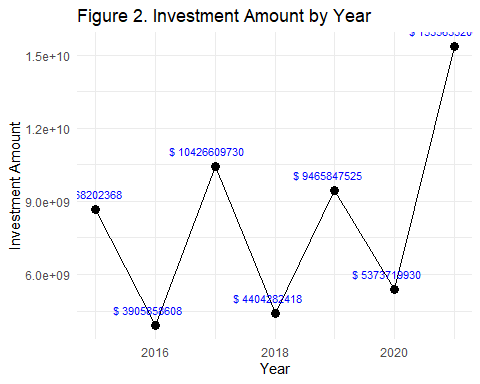 Figure 2. Investment Amount by Year
1.5e+10
1.2e+10
9.0e+09
6.0e+09
Investment Amount
$ 10426609730
$ 9465847525
38202368
$ 5373719930
$ 4404282418
2016
2018
2020
Year